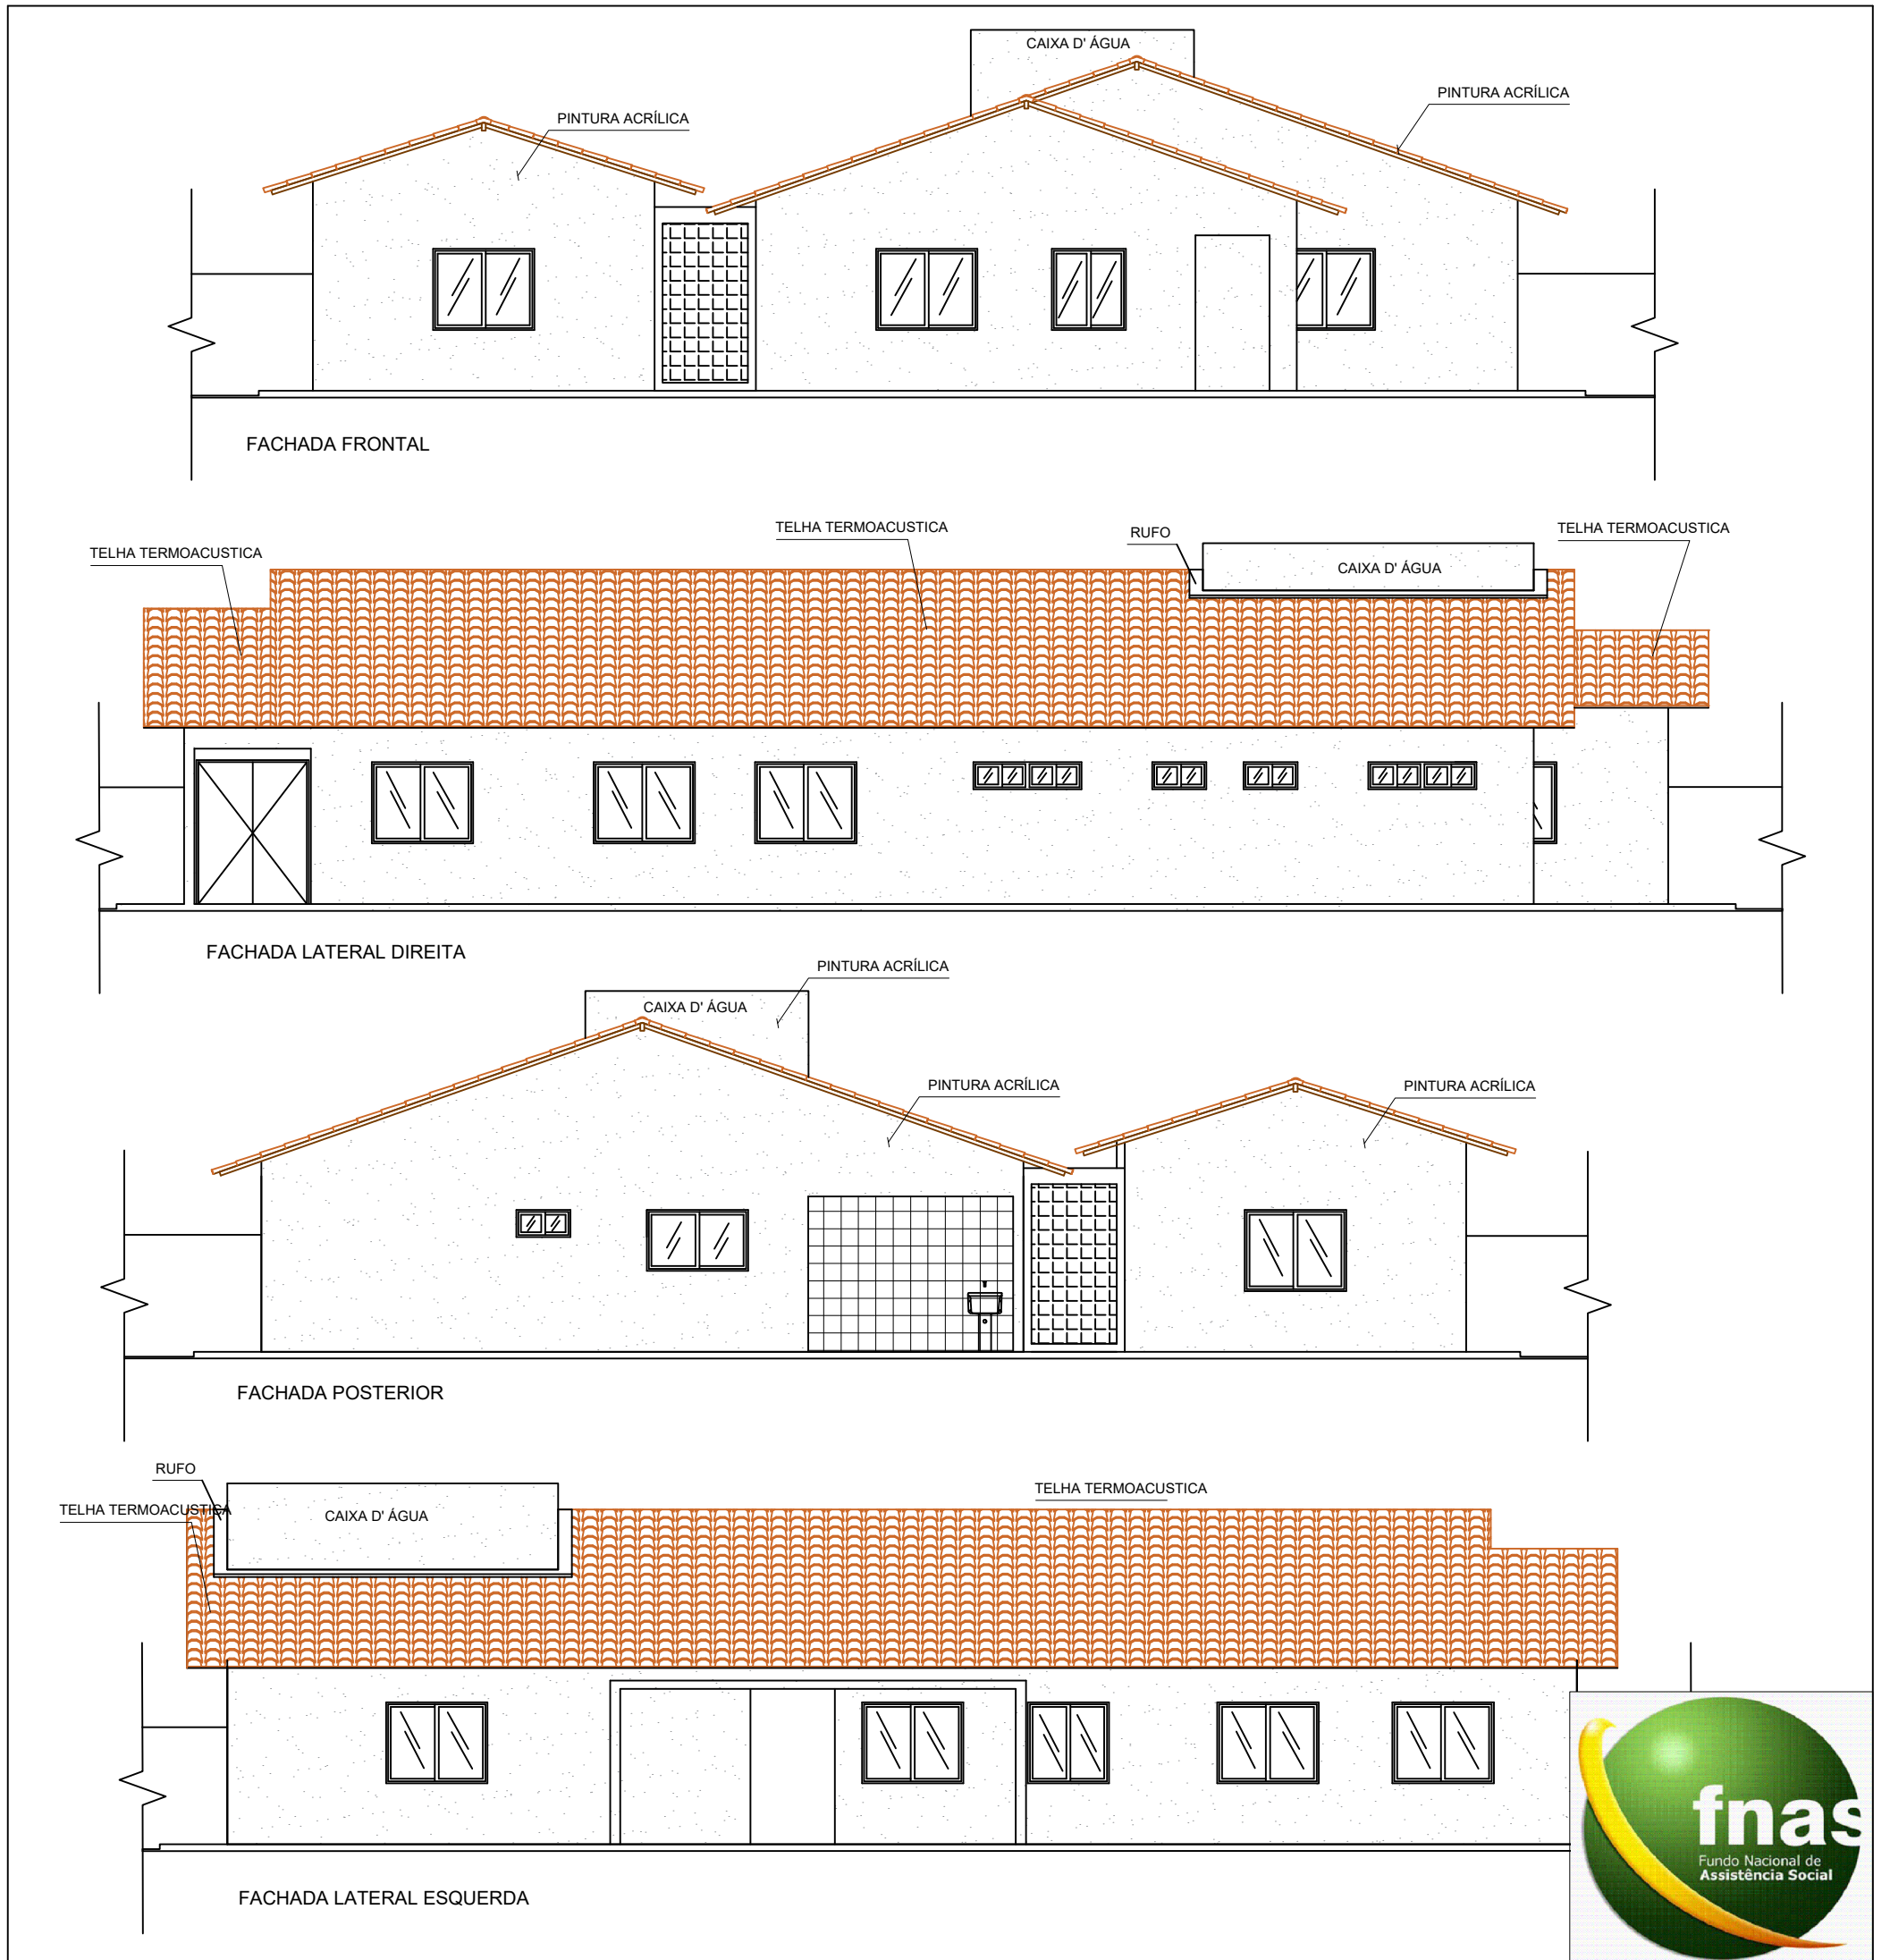 CAIXA D' ÁGUA
PINTURA ACRÍLICA
PINTURA ACRÍLICA
FACHADA FRONTAL
TELHA TERMOACUSTICA
TELHA TERMOACUSTICA
RUFO
TELHA TERMOACUSTICA
CAIXA D' ÁGUA
FACHADA LATERAL DIREITA
PINTURA ACRÍLICA
CAIXA D' ÁGUA
PINTURA ACRÍLICA
PINTURA ACRÍLICA
FACHADA POSTERIOR
RUFO
TELHA TERMOACUSTICA
TELHA TERMOACUSTICA
CAIXA D' ÁGUA
FACHADA LATERAL ESQUERDA
fnas
Fundo Nacional de
Assistência Social